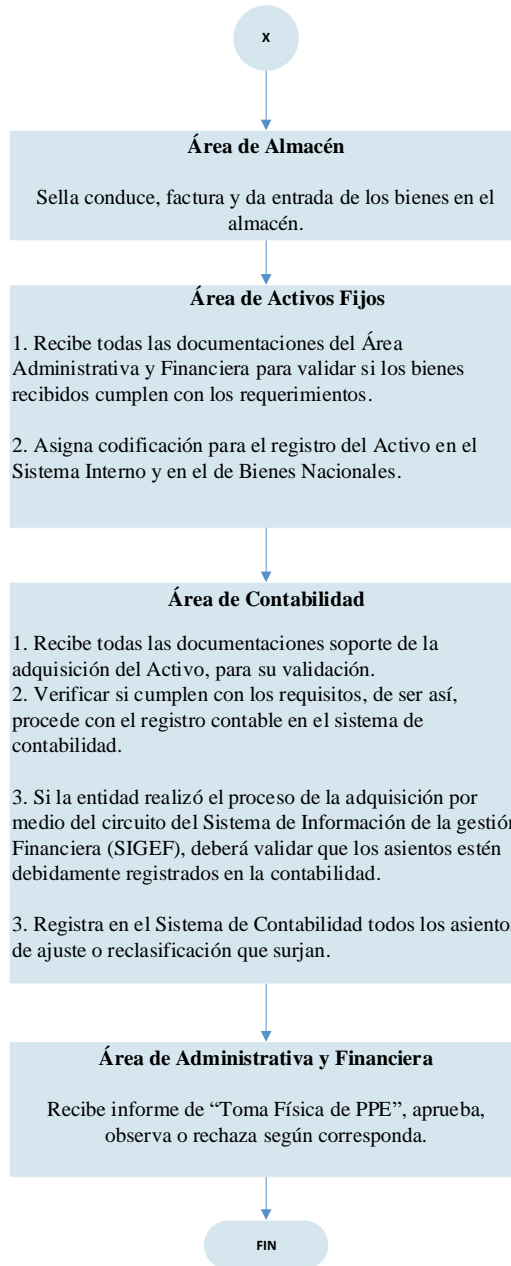 X
Área de Almacén
Sella conduce, factura y da entrada de los bienes en el
almacén.
Área de Activos Fijos
1. Recibe todas las documentaciones del Área
Administrativa y Financiera para validar si los bienes
recibidos cumplen con los requerimientos.
2. Asigna codificación para el registro del Activo en el
Sistema Interno y en el de Bienes Nacionales.
Área de Contabilidad
1. Recibe todas las documentaciones soporte de la
adquisición del Activo, para su validación.
2. Verificar si cumplen con los requisitos, de ser así,
procede con el registro contable en el sistema de
contabilidad.
3. Si la entidad realizó el proceso de la adquisición por
medio del circuito del Sistema de Información de la gestión
Financiera (SIGEF), deberá validar que los asientos estén
debidamente registrados en la contabilidad.
3. Registra en el Sistema de Contabilidad todos los asiento
de ajuste o reclasificación que surjan.
Área de Administrativa y Financiera
Recibe informe de “Toma Física de PPE”, aprueba,
observa o rechaza según corresponda.
FIN